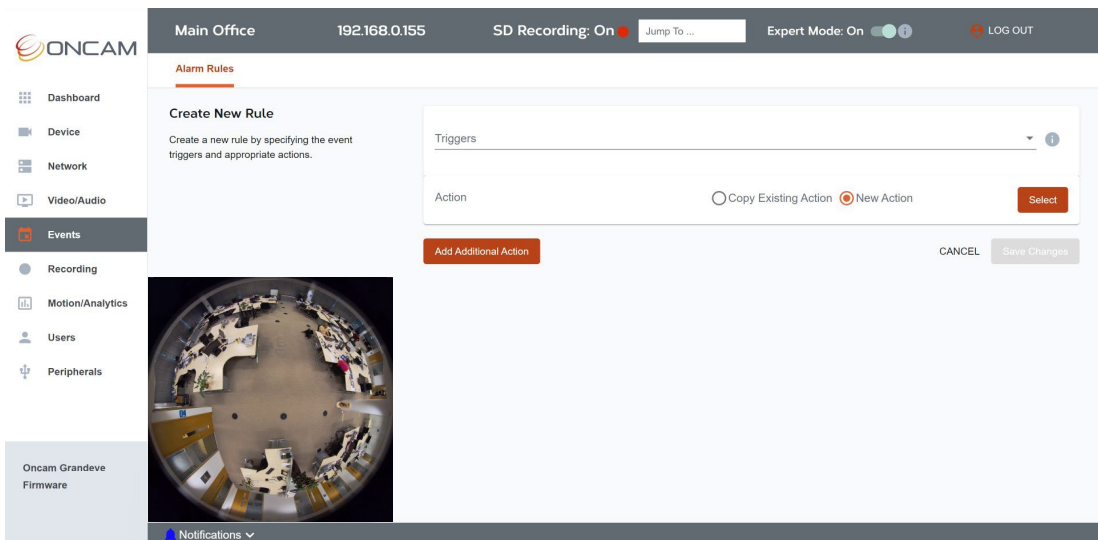 ONCAM
Main Office 192.168.0.155 SD Recording: On Jump To ... Expert Mode: On i LOG OUT
Alarm Rules
Dashboard
Device
Network
Video/Audio
Events
Recording
Motion/Analytics
Users
Peripherals
Oncam Grandeve
Firmware
Create New Rule
Create a new rule by specifying the event
triggers and appropriate actions.
Triggers i
Action Copy Existing Action New Action Select
Add Additional Action CANCEL Save Changes
Notifications